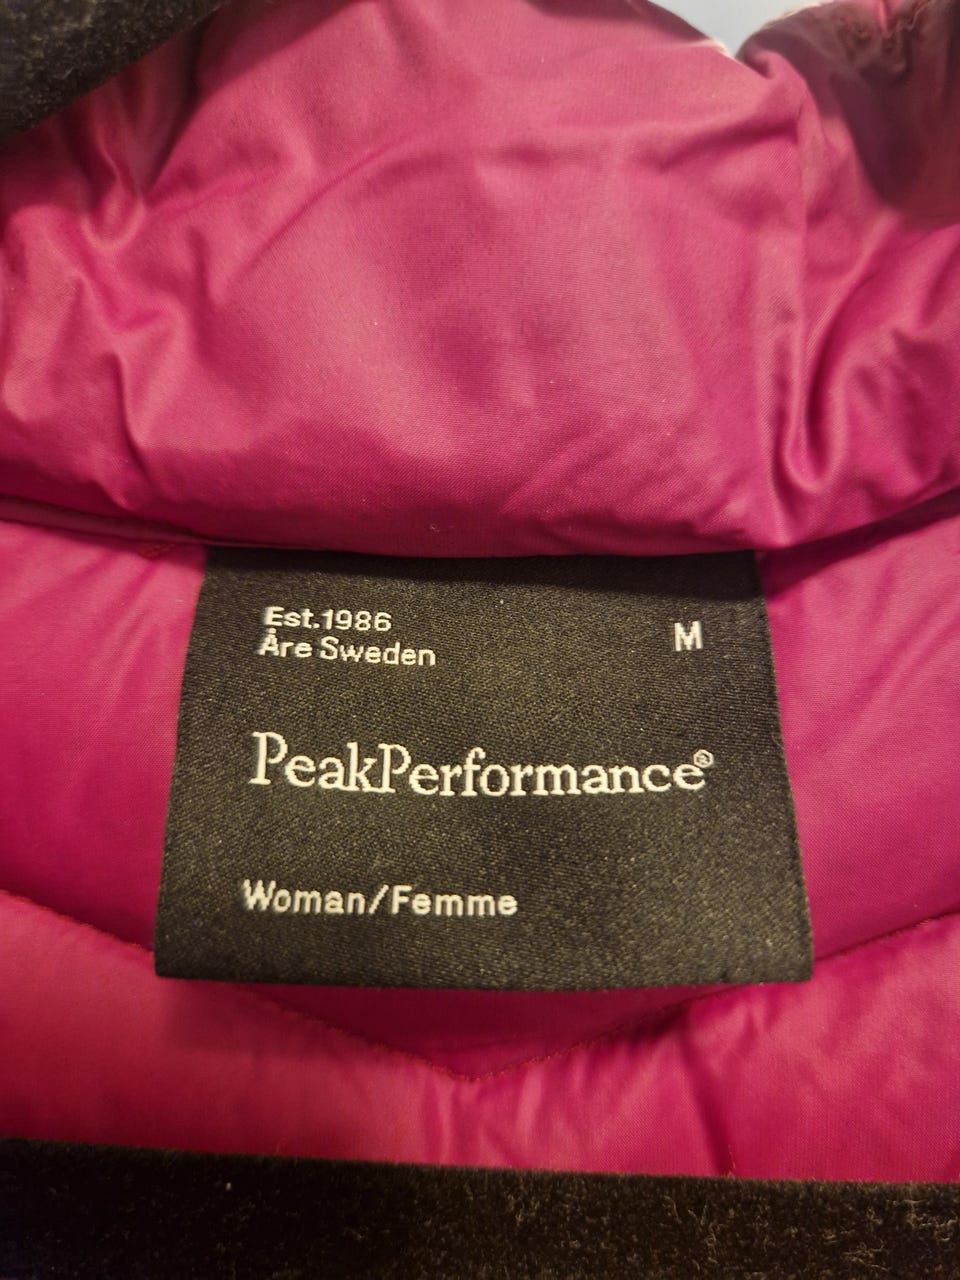 Est.1986
Åre Sweden
M
PeakPerformance®
Woman/Femme